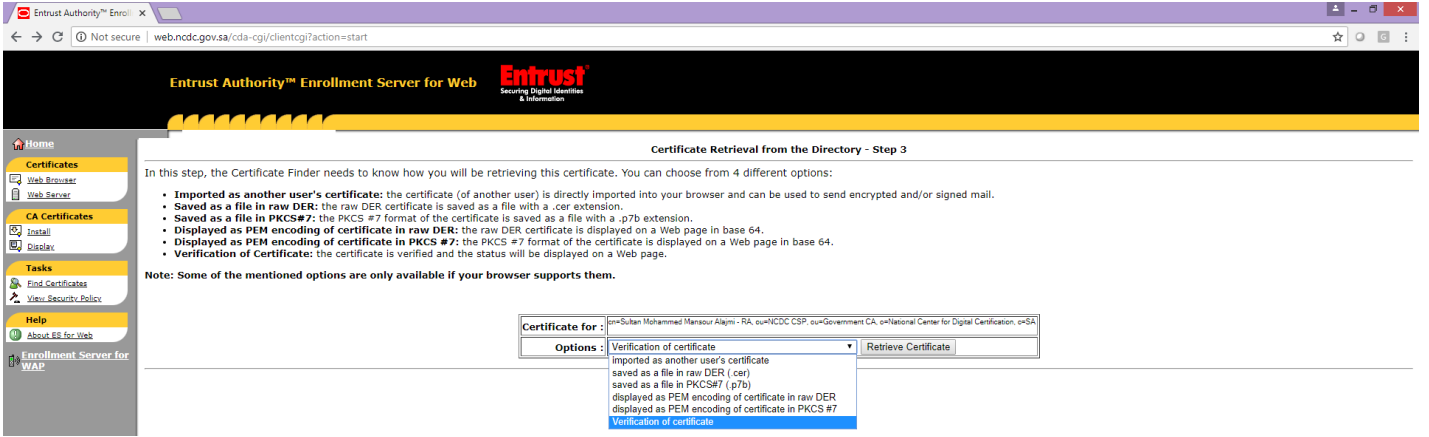 Entrust Authority™ Enroll
Not secure | web.ncdc.gov.sa/cda-cgi/clientcgi?action=start
Entrust Authority™ Enrollment Server for Web
Entrust®
Securing Digital Identities
& Information
Home
Certificates
Web Browser
Web Server
CA Certificates
Install
Display
Tasks
Find Certificates
View Security Policy
Help
About ES for Web
Enrollment Server for
WAP
Certificate Retrieval from the Directory - Step 3
In this step, the Certificate Finder needs to know how you will be retrieving this certificate. You can choose from 4 different options:
• Imported as another user's certificate: the certificate (of another user) is directly imported into your browser and can be used to send encrypted and/or signed mail.
• Saved as a file in raw DER: the raw DER certificate is saved as a file with a .cer extension.
• Saved as a file in PKCS#7: the PKCS #7 format of the certificate is saved as a file with a .p7b extension.
• Displayed as PEM encoding of certificate in raw DER: the raw DER certificate is displayed on a Web page in base 64.
• Displayed as PEM encoding of certificate in PKCS #7: the PKCS #7 format of the certificate is displayed on a Web page in base 64.
• Verification of Certificate: the certificate is verified and the status will be displayed on a Web page.
Note: Some of the mentioned options are only available if your browser supports them.
Certificate for : cn=Sultan Mohammed Mansour Alajmi - RA, ou=NCDC CSP, ou=Government CA, o=National Center for Digital Certification, c=SA
Options : Verification of certificate Retrieve Certificate
imported as another user's certificate
saved as a file in raw DER (.cer)
saved as a file in PKCS#7 (.p7b)
displayed as PEM encoding of certificate in raw DER
displayed as PEM encoding of certificate in PKCS #7
Verification of certificate